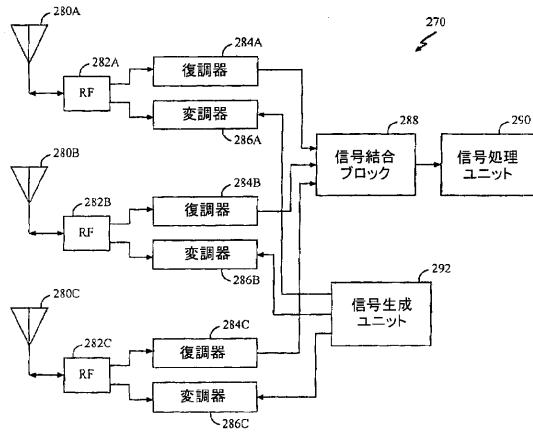 280A
270
282A
284A
RF
復調器
変調器
286A
288
290
信号結合
ブロック
信号処理
ユニット
280B
282B
284B
RF
復調器
変調器
286B
292
信号生成
ユニット
280C
282C
284C
RF
復調器
変調器
286C